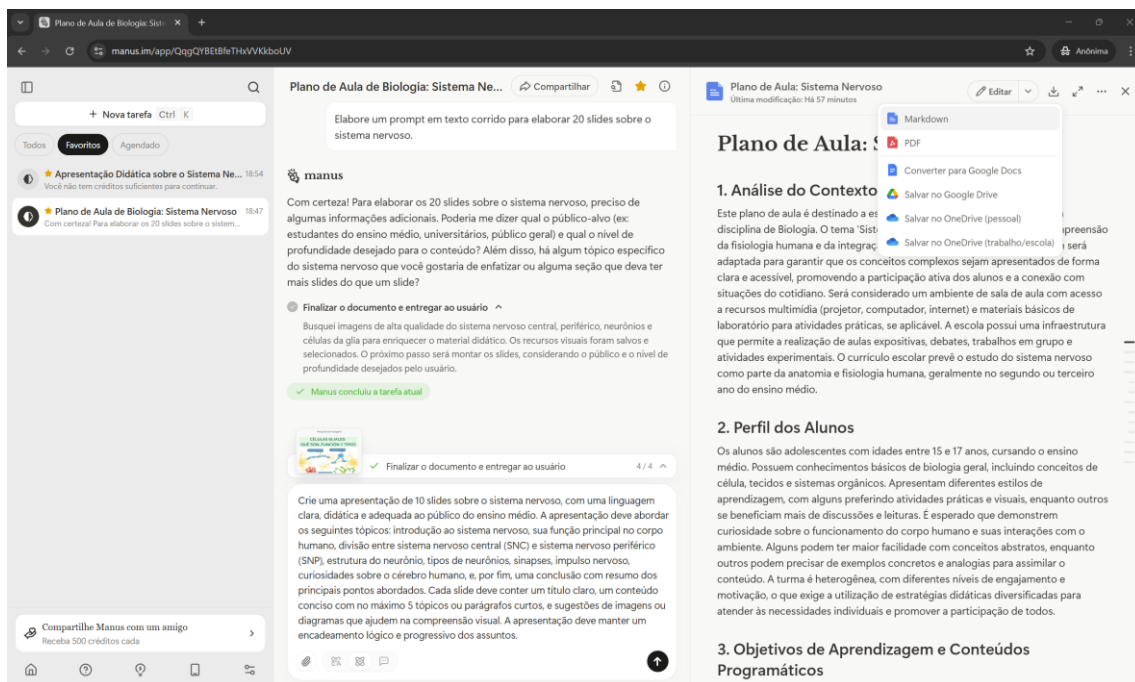 Plano de Aula de Biologia: Siste
manus.im/app/QqgQYBEtBfeTHxVVKkboUV
Anônima
+ Nova tarefa Ctrl K
Todos
Favoritos
Agendado
Apresentação Didática sobre o Sistema Ne... 18:54
Você não tem créditos suficientes para continuar.
Plano de Aula de Biologia: Sistema Nervoso 18:47
Com certeza! Para elaborar os 20 slides sobre o sistem...
Compartilhe Manus com um amigo
Receba 500 créditos cada
Plano de Aula de Biologia: Sistema Ne...
Compartilhar
Elabore um prompt em texto corrido para elaborar 20 slides sobre o
sistema nervoso.
manus
Com certeza! Para elaborar os 20 slides sobre o sistema nervoso, preciso de
algumas informações adicionais. Poderia me dizer qual o público-alvo (ex:
estudantes do ensino médio, universitários, público geral) e qual o nível de
profundidade desejado para o conteúdo? Além disso, há algum tópico específico
do sistema nervoso que você gostaria de enfatizar ou alguma seção que deva ter
mais slides do que um slide?
Finalizar o documento e entregar ao usuário
Busquei imagens de alta qualidade do sistema nervoso central, periférico, neurônios e
células da glia para enriquecer o material didático. Os recursos visuais foram salvos e
selecionados. O próximo passo será montar os slides, considerando o público e o nível de
profundidade desejados pelo usuário.
Manus concluiu a tarefa atual
CÉLULAS GLIALES
QUÉ SON, FUNCIÓN Y TIPOS
Finalizar o documento e entregar ao usuário 4/4
Crie uma apresentação de 10 slides sobre o sistema nervoso, com uma linguagem
clara, didática e adequada ao público do ensino médio. A apresentação deve abordar
os seguintes tópicos: introdução ao sistema nervoso, sua função principal no corpo
humano, divisão entre sistema nervoso central (SNC) e sistema nervoso periférico
(SNP), estrutura do neurônio, tipos de neurônios, sinapses, impulso nervoso,
curiosidades sobre o cérebro humano, e, por fim, uma conclusão com resumo dos
principais pontos abordados. Cada slide deve conter um título claro, um conteúdo
conciso com no máximo 5 tópicos ou parágrafos curtos, e sugestões de imagens ou
diagramas que ajudem na compreensão visual. A apresentação deve manter um
encadeamento lógico e progressivo dos assuntos.
Plano de Aula: Sistema Nervoso
Última modificação: Há 57 minutos
Editar
Markdown
PDF
Converter para Google Docs
Salvar no Google Drive
Salvar no OneDrive (pessoal)
Salvar no OneDrive (trabalho/escola)
Plano de Aula: S
1. Análise do Contexto
Este plano de aula é destinado a es
disciplina de Biologia. O tema 'Sist preensão
da fisiologia humana e da integraç será
adaptada para garantir que os conceitos complexos sejam apresentados de forma
clara e acessível, promovendo a participação ativa dos alunos e a conexão com
situações do cotidiano. Será considerado um ambiente de sala de aula com acesso
a recursos multimídia (projetor, computador, internet) e materiais básicos de
laboratório para atividades práticas, se aplicável. A escola possui uma infraestrutura
que permite a realização de aulas expositivas, debates, trabalhos em grupo e
atividades experimentais. O currículo escolar prevê o estudo do sistema nervoso
como parte da anatomia e fisiologia humana, geralmente no segundo ou terceiro
ano do ensino médio.
2. Perfil dos Alunos
Os alunos são adolescentes com idades entre 15 e 17 anos, cursando o ensino
médio. Possuem conhecimentos básicos de biologia geral, incluindo conceitos de
célula, tecidos e sistemas orgânicos. Apresentam diferentes estilos de
aprendizagem, com alguns preferindo atividades práticas e visuais, enquanto outros
se beneficiam mais de discussões e leituras. É esperado que demonstrem
curiosidade sobre o funcionamento do corpo humano e suas interações com o
ambiente. Alguns podem ter maior facilidade com conceitos abstratos, enquanto
outros podem precisar de exemplos concretos e analogias para assimilar o
conteúdo. A turma é heterogênea, com diferentes níveis de engajamento e
motivação, o que exige a utilização de estratégias didáticas diversificadas para
atender às necessidades individuais e promover a participação de todos.
3. Objetivos de Aprendizagem e Conteúdos
Programáticos